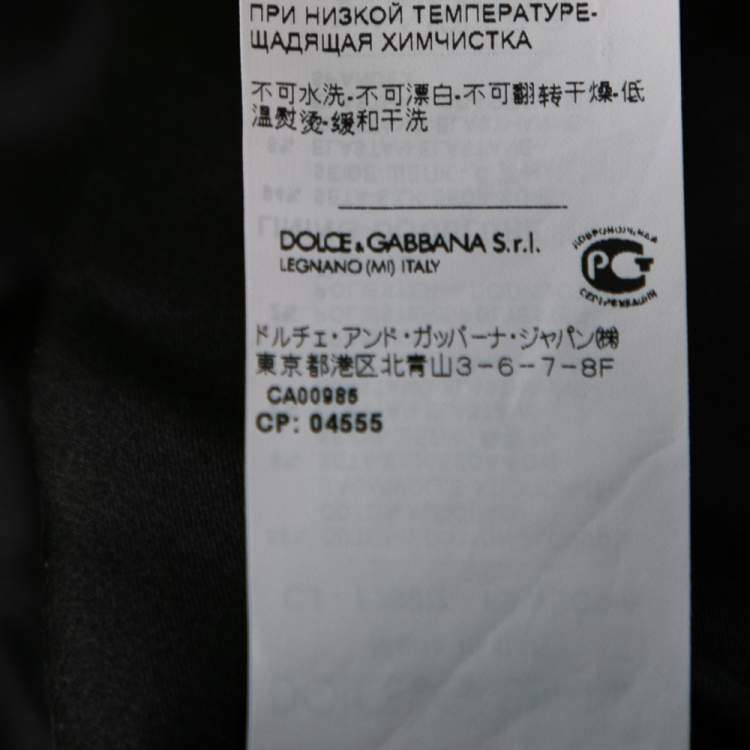 ПРИ НИЗКОЙ ТЕМПЕРАТУРЕ-
ЩАДЯЩАЯ ХИМЧИСТКА
不可水洗-不可漂白-不可翻转干燥-低
温熨烫-缓和干洗
DOLCE & GABBANA S.r.l.
LEGNANO (MI) ITALY
PCT
ドルチェ・アンド・ガッバーナ・ジャパン㈱
東京都港区北青山3-6-7-8F
CA00985
CP: 04555